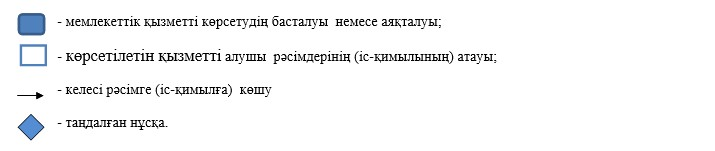 - мемлекеттік қызметті көрсетудің басталуы немесе аяқталуы;
- көрсетілетін қызметті алушы рәсімдерінің (іс-қимылының) атауы;
- келесі рәсімге (іс-қимылға) көшу
- таңдалған нұсқа.